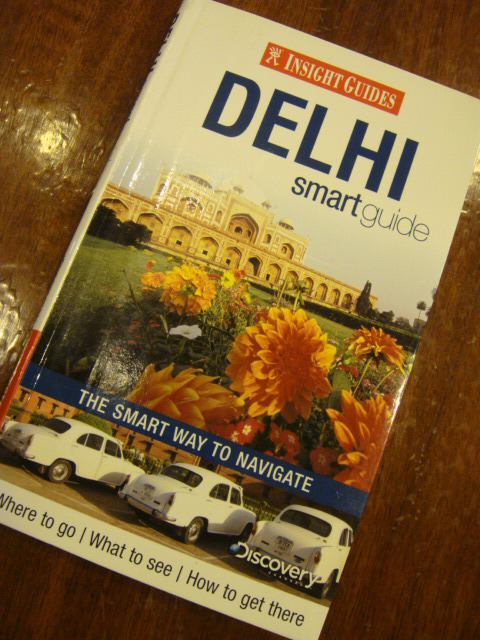 INSIGHT GUIDES
DELHI
smartguide
THE SMART WAY TO NAVIGATE
Discovery
CHANNEL
Where to go | What to see | How to get there